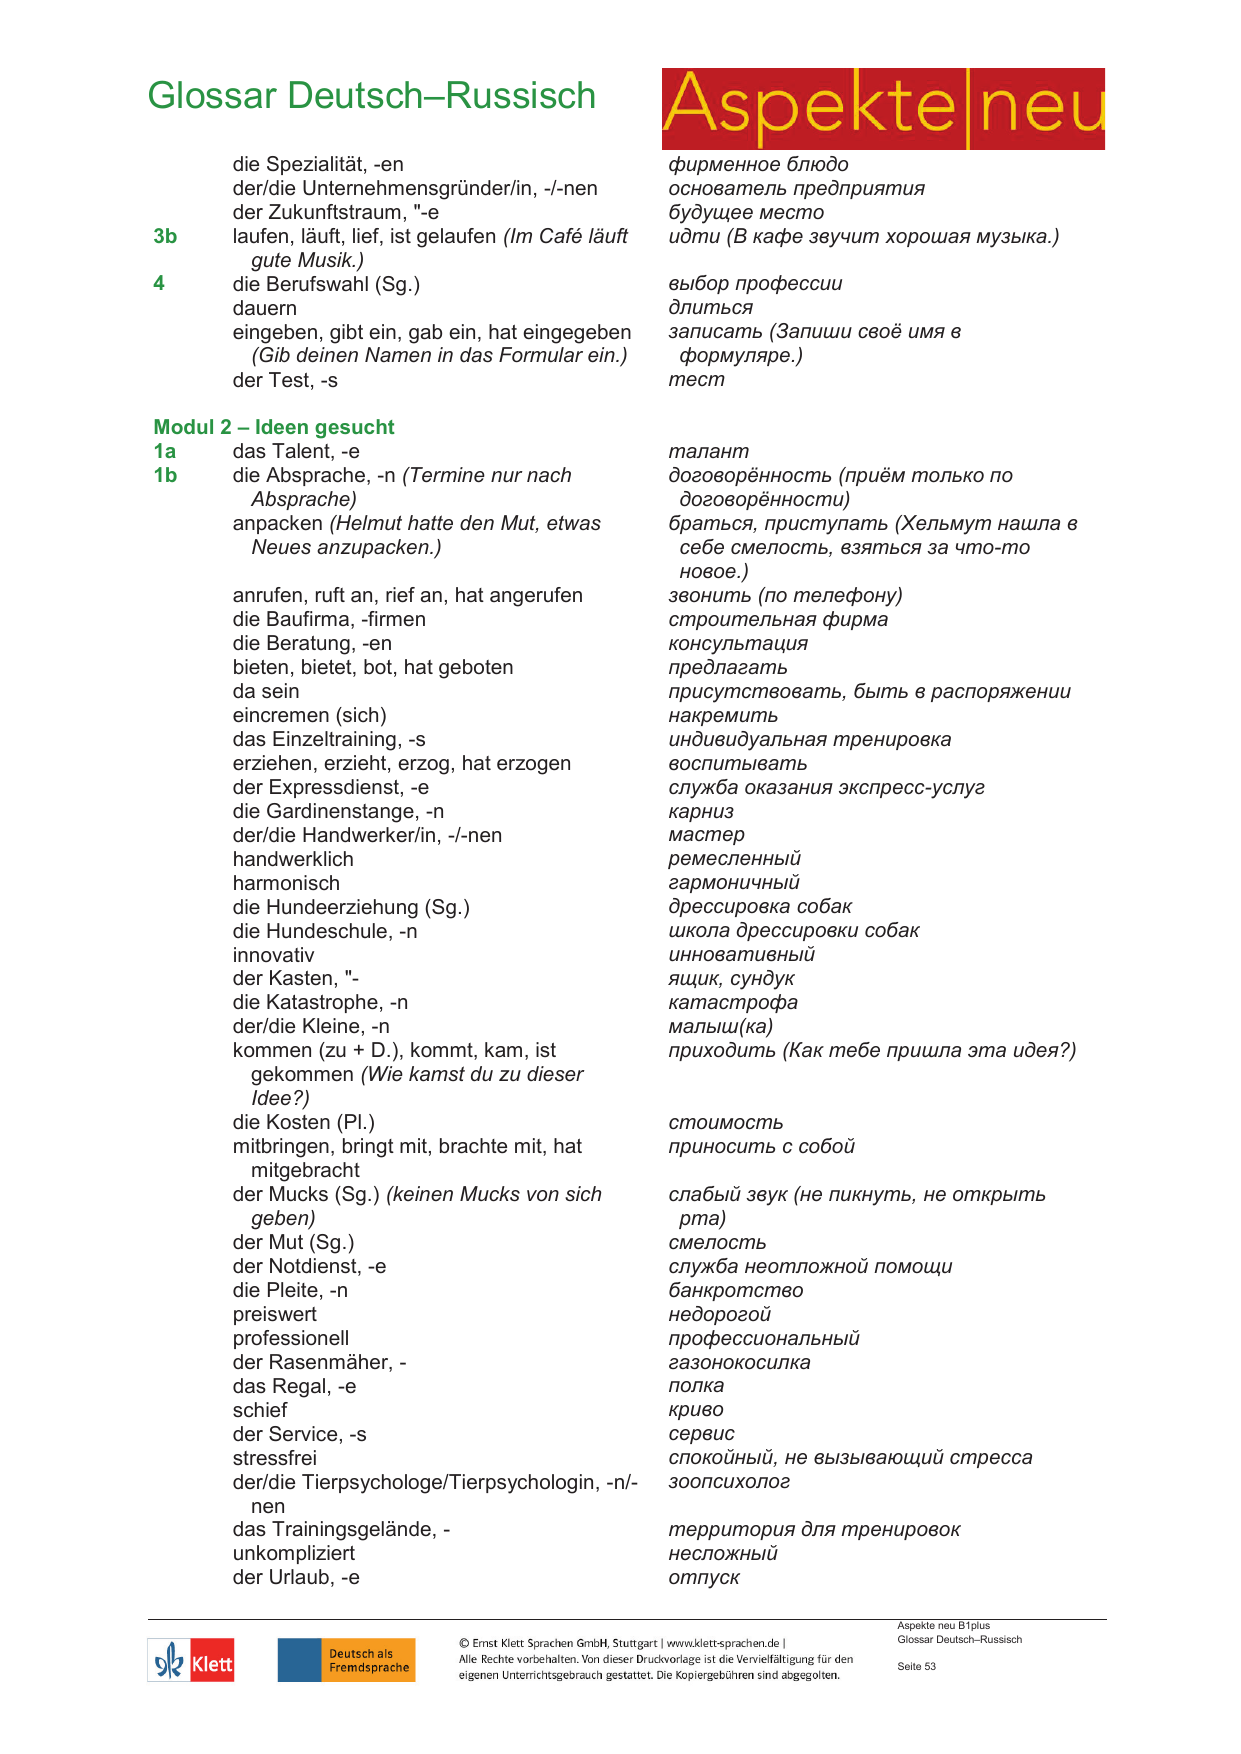 Glossar Deutsch–Russisch
Aspekte|neu
die Spezialität, -en фирменное блюдо
der/die Unternehmensgründer/in, -/-nen основатель предприятия
der Zukunftstraum, "-e будущее место
3b laufen, läuft, lief, ist gelaufen (Im Café läuft идти (В кафе звучит хорошая музыка.)
gute Musik.)
4 die Berufswahl (Sg.) выбор профессии
dauern длиться
eingeben, gibt ein, gab ein, hat eingegeben записать (Запиши своё имя в
(Gib deinen Namen in das Formular ein.) формуляре.)
der Test, -s тест
Modul 2 – Ideen gesucht
1a das Talent, -e талант
1b die Absprache, -n (Termine nur nach договорённость (приём только по
Absprache) договорённости)
anpacken (Helmut hatte den Mut, etwas браться, приступать (Хельмут нашла в
Neues anzupacken.) себе смелость, взяться за что-то
новое.)
anrufen, ruft an, rief an, hat angerufen звонить (по телефону)
die Baufirma, -firmen строительная фирма
die Beratung, -en консультация
bieten, bietet, bot, hat geboten предлагать
da sein присутствовать, быть в распоряжении
eincremen (sich) накремить
das Einzeltraining, -s индивидуальная тренировка
erziehen, erzieht, erzog, hat erzogen воспитывать
der Expressdienst, -e служба оказания экспресс-услуг
die Gardinenstange, -n карниз
der/die Handwerker/in, -/-nen мастер
handwerklich ремесленный
harmonisch гармоничный
die Hundeerziehung (Sg.) дрессировка собак
die Hundeschule, -n школа дрессировки собак
innovativ инновативный
der Kasten, "- ящик, сундук
die Katastrophe, -n катастрофа
der/die Kleine, -n малыш(ка)
kommen (zu + D.), kommt, kam, ist приходить (Как тебе пришла эта идея?)
gekommen (Wie kamst du zu dieser
Idee?)
die Kosten (Pl.) стоимость
mitbringen, bringt mit, brachte mit, hat приносить с собой
mitgebracht
der Mucks (Sg.) (keinen Mucks von sich слабый звук (не пикнуть, не открыть
geben) рта)
der Mut (Sg.) смелость
der Notdienst, -e служба неотложной помощи
die Pleite, -n банкротство
preiswert недорогой
professionell профессиональный
der Rasenmäher, - газонокосилка
das Regal, -e полка
schief криво
der Service, -s сервис
stressfrei спокойный, не вызывающий стресса
der/die Tierpsychologe/Tierpsychologin, -n/- зоопсихолог
nen
das Trainingsgelände, - территория для тренировок
unkompliziert несложный
der Urlaub, -e отпуск
Klett
Deutsch als
Fremdsprache
© Ernst Klett Sprachen GmbH, Stuttgart | www.klett-sprachen.de |
Alle Rechte vorbehalten. Von dieser Druckvorlage ist die Vervielfältigung für den
eigenen Unterrichtsgebrauch gestattet. Die Kopiergebühren sind abgegolten.
Aspekte neu B1plus
Glossar Deutsch–Russisch
Seite 53